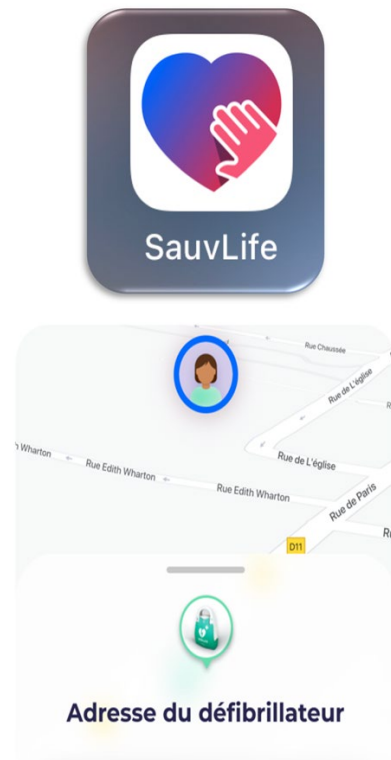 SauvLife
Rue Chaussée
Rue de L'église
Rue de L'église
Wharton
Rue Edith Wharton
Rue Edith Wharton
Rue de Paris
D11
Adresse du défibrillateur